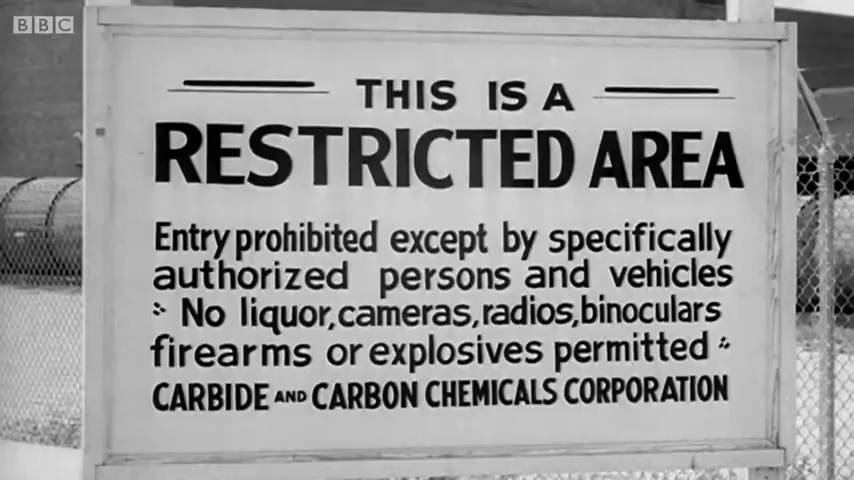 BBC
THIS IS A
RESTRICTED AREA
Entry prohibited except by specifically
authorized persons and vehicles
No liquor, cameras, radios, binoculars
firearms or explosives permitted
CARBIDE AND CARBON CHEMICALS CORPORATION